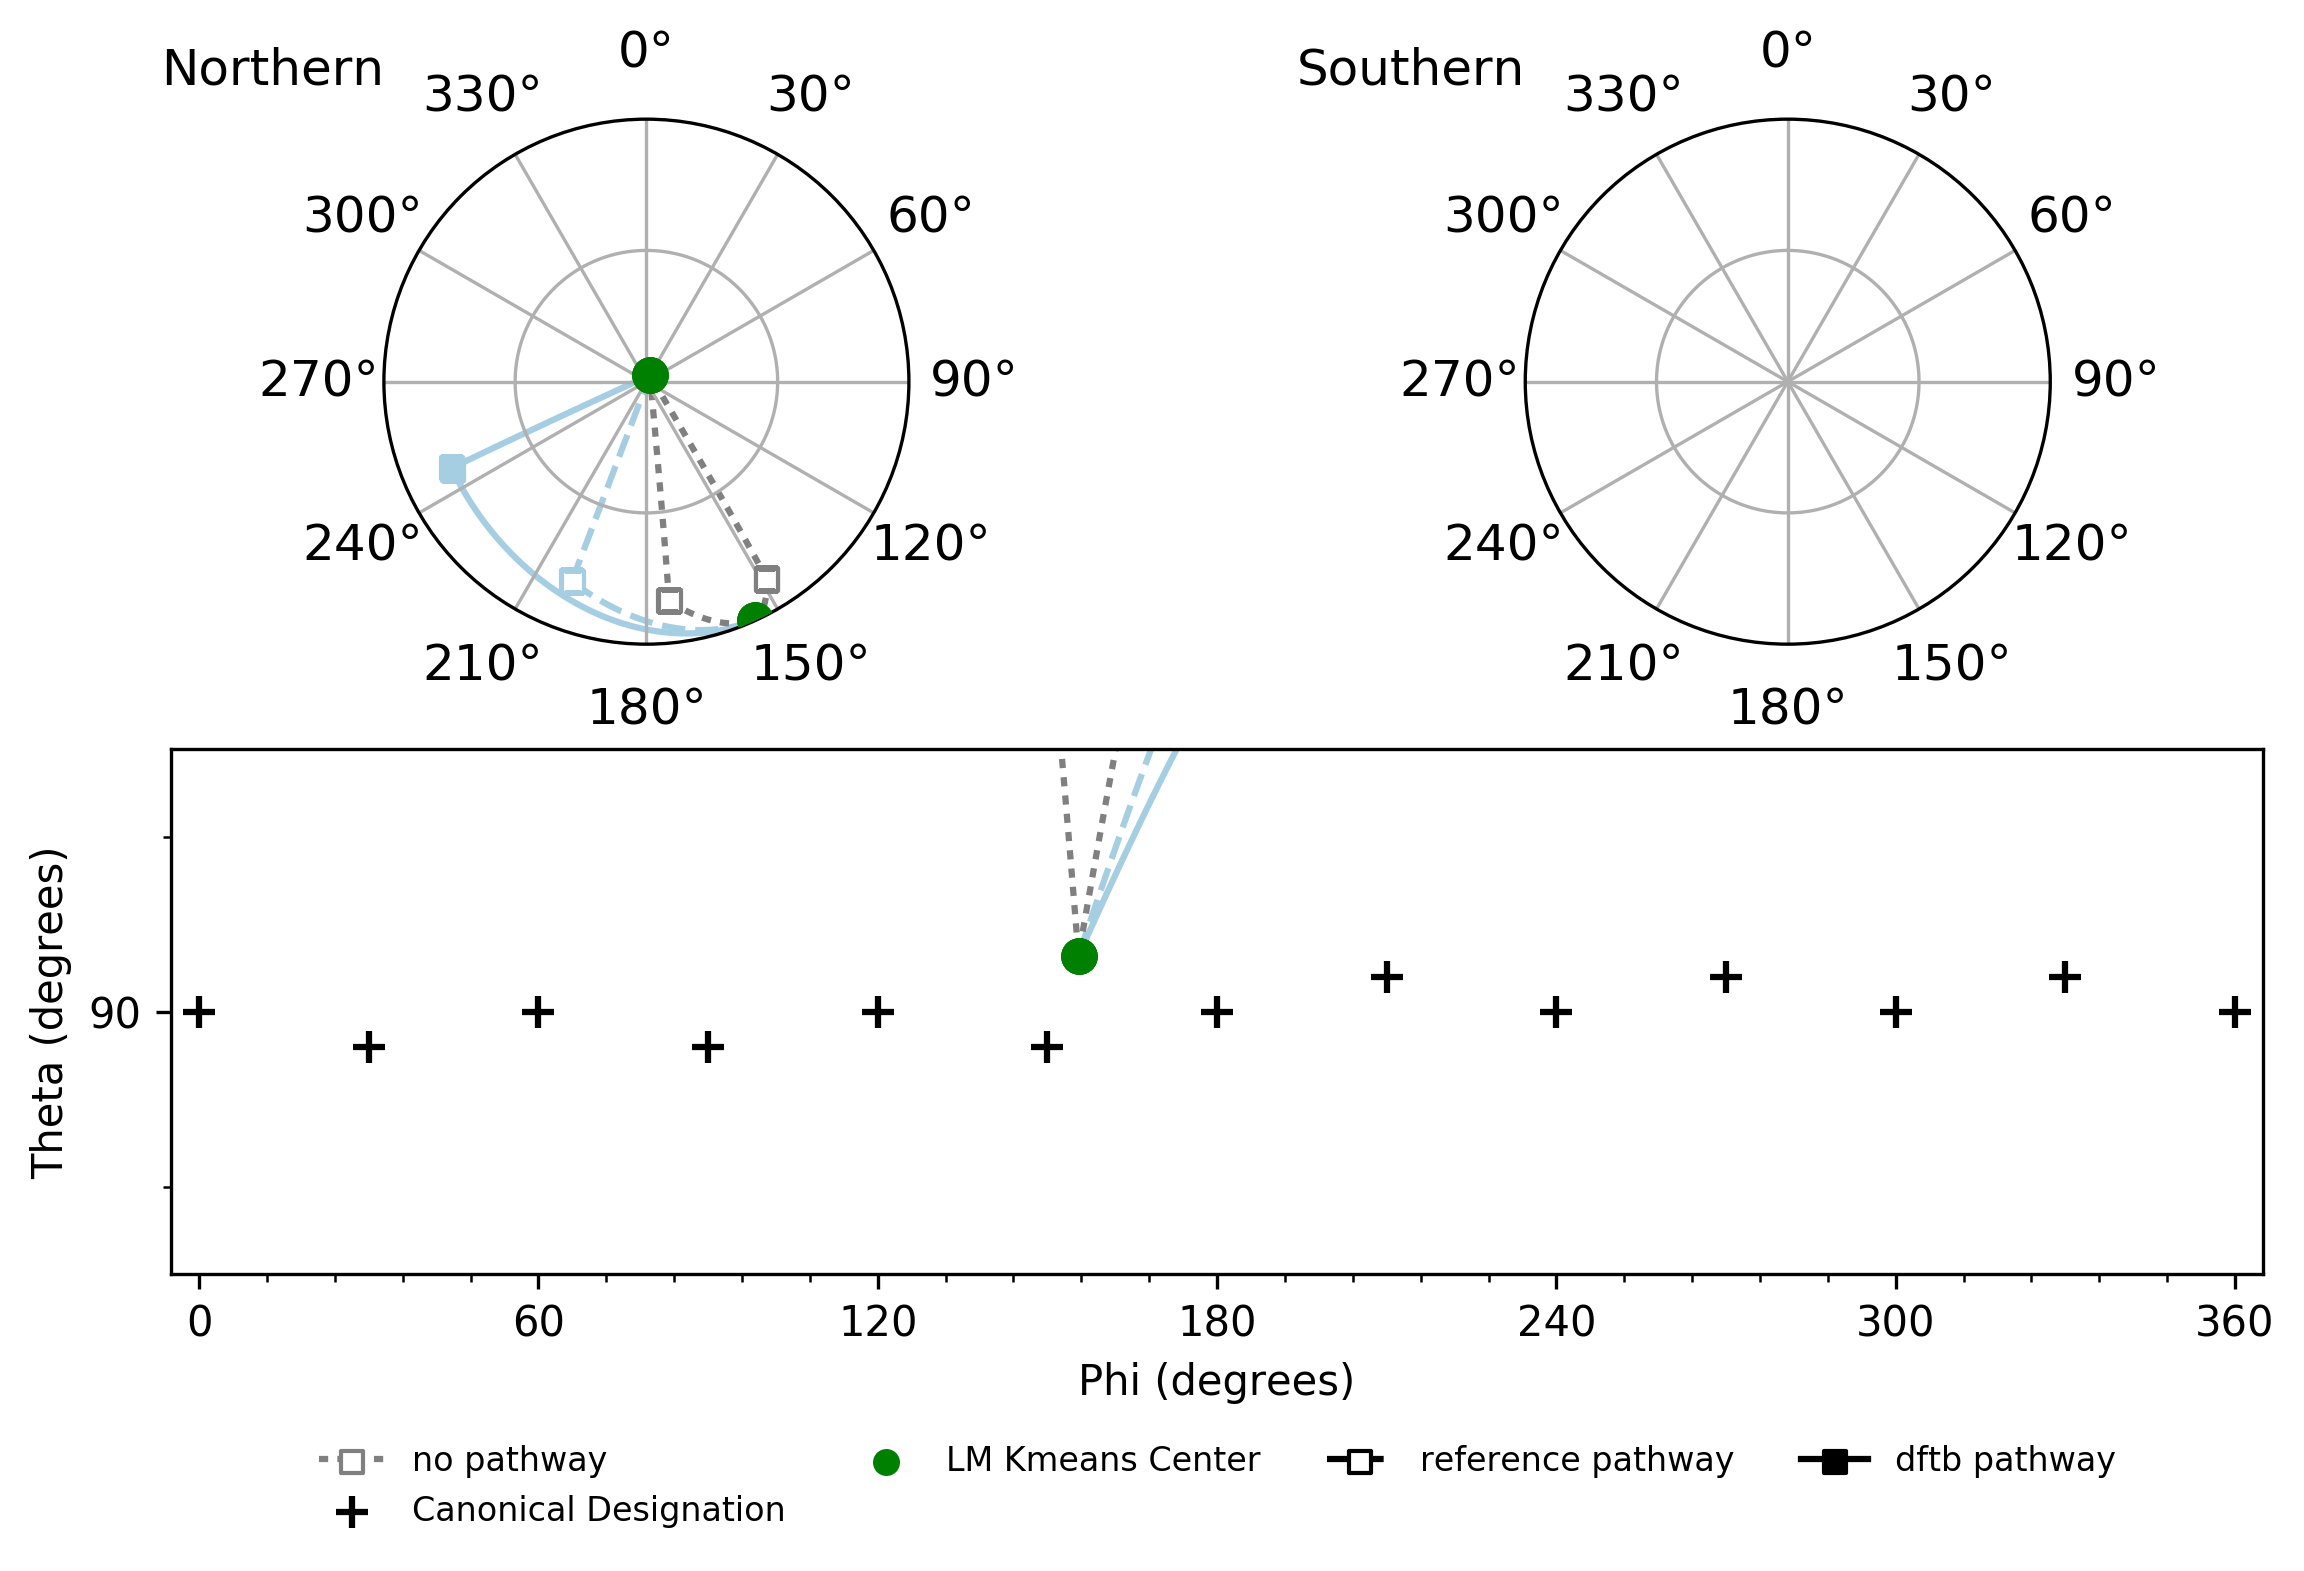 Northern
0°
330°
30°
300°
60°
270°
90°
240°
120°
210°
150°
180°
Southern
0°
330°
30°
300°
60°
270°
90°
240°
120°
210°
150°
180°
Theta (degrees)
90
0 60 120 180 240 300 360
Phi (degrees)
no pathway
Canonical Designation
LM Kmeans Center
reference pathway
dftb pathway